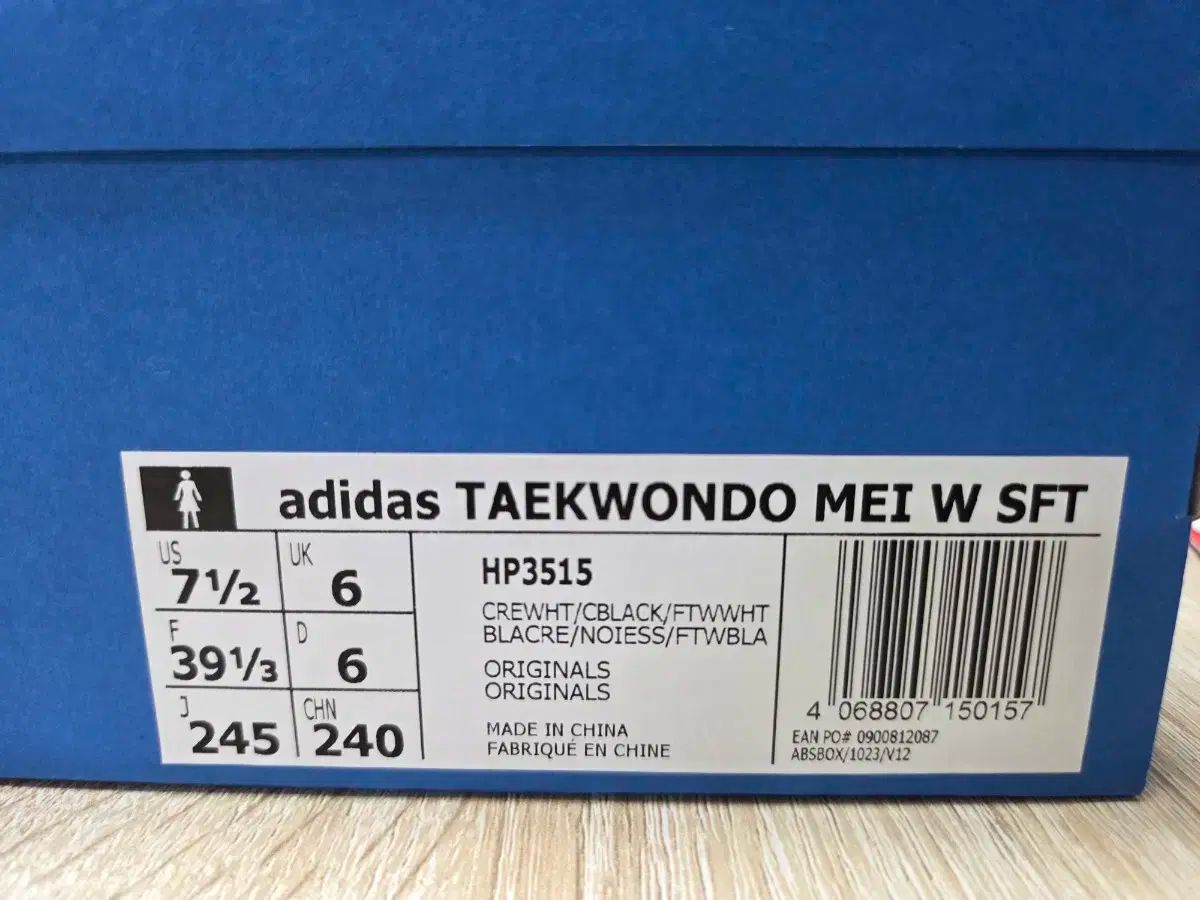 adidas TAEKWONDO MEI W SFT
US 7½
UK 6
F 39⅓
D 6
J 245
CHN 240
HP3515
CREWHT/CBLACK/FTWWHT
BLACRE/NOIESS/FTWBLA
ORIGINALS
ORIGINALS
MADE IN CHINA
FABRIQUÉ EN CHINE
4 068807 150157
EAN PO# 0900812087
ABSBOX/1023/V12